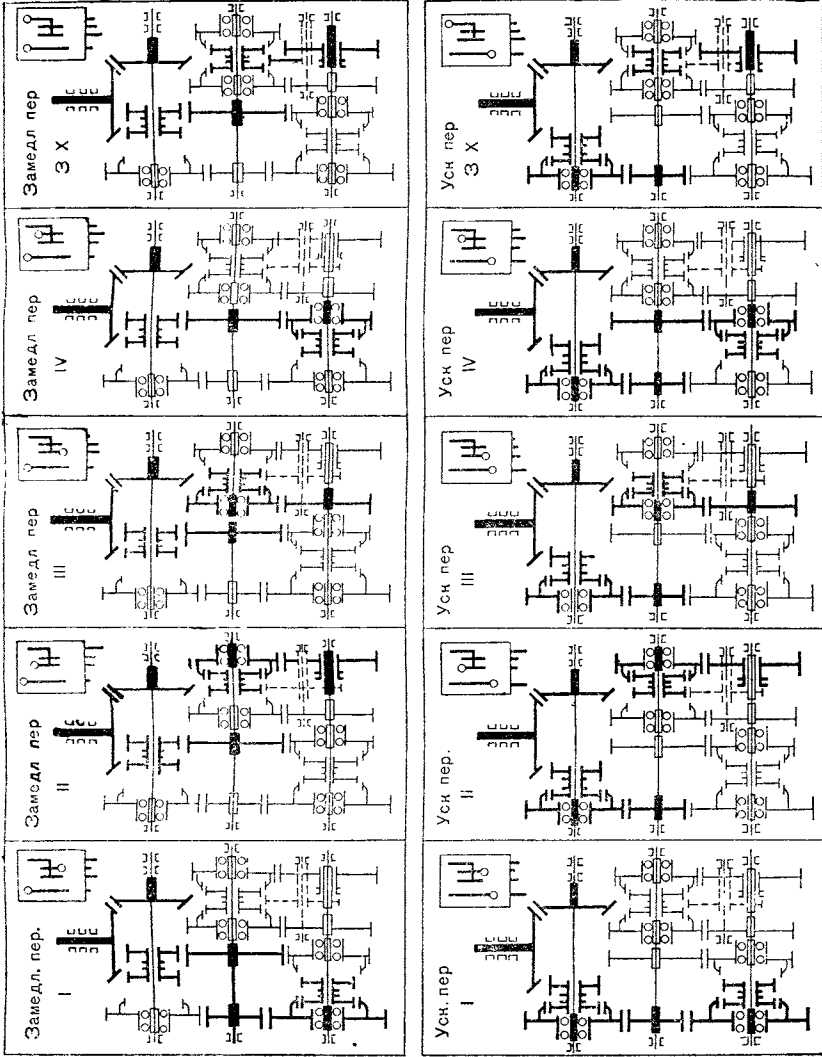 Замедл. пер.
I
Замедл пер
II
Замедл пер
III
Замедл пер
IV
Замедл пер
З X
Уск. пер
I
Уск пер.
II
Уск пер
III
Уск пер
IV
Уск пер
З X